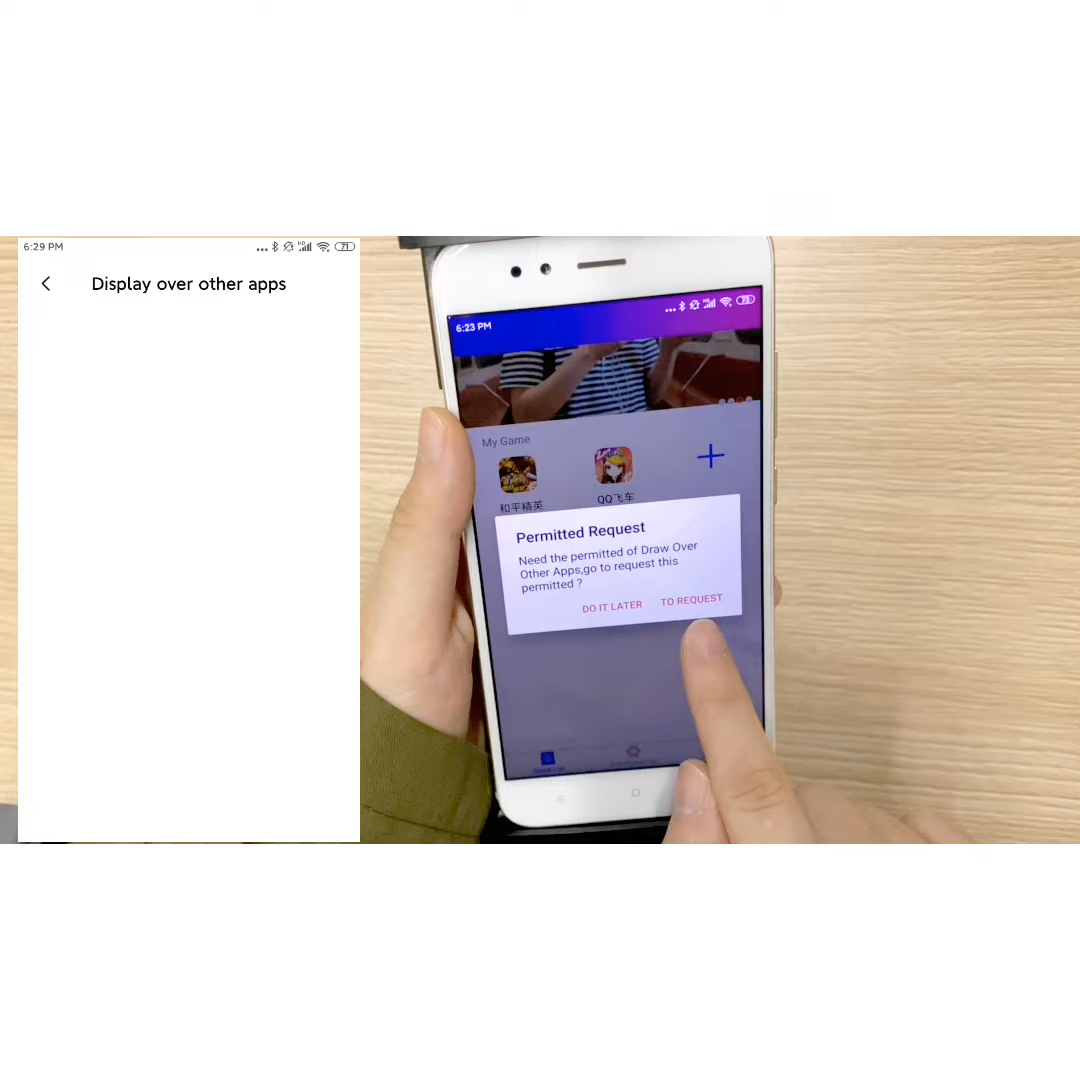 6:29 PM
71
Display over other apps
6:23 PM
73
My Game
和平精英
QQ飞车
Permitted Request
Need the permitted of Draw Over
Other Apps,go to request this
permitted ?
DO IT LATER TO REQUEST